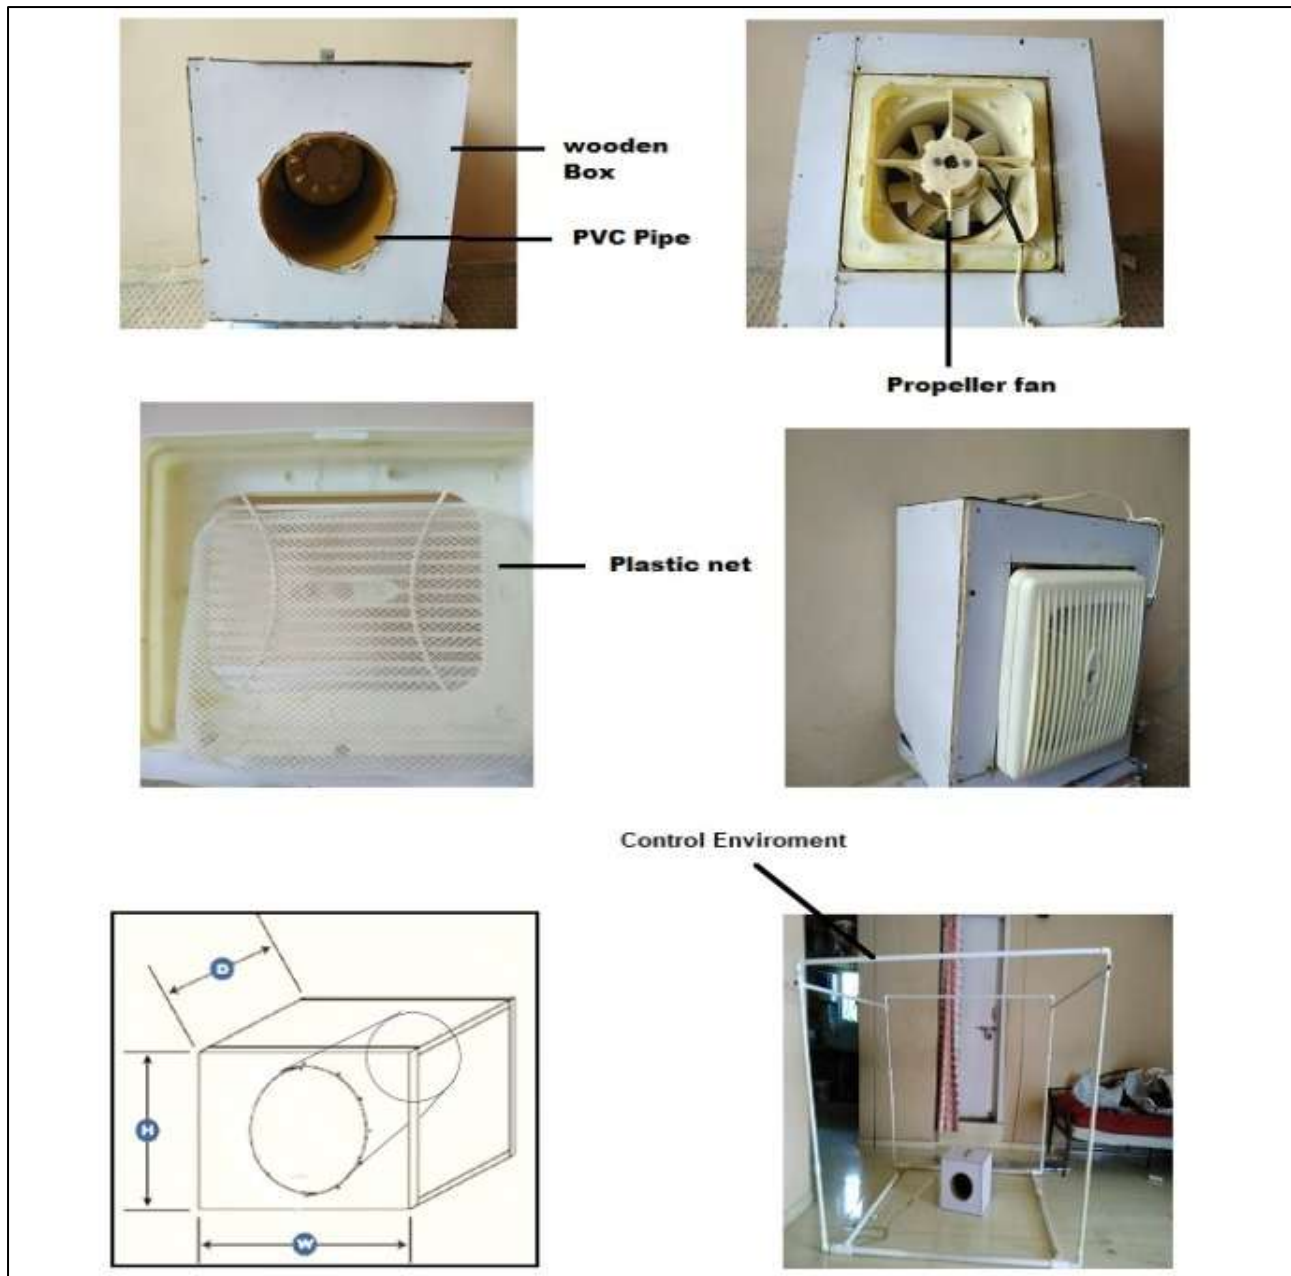 wooden
Box
PVC Pipe
Propeller fan
Plastic net
Control Enviroment
D
H
W